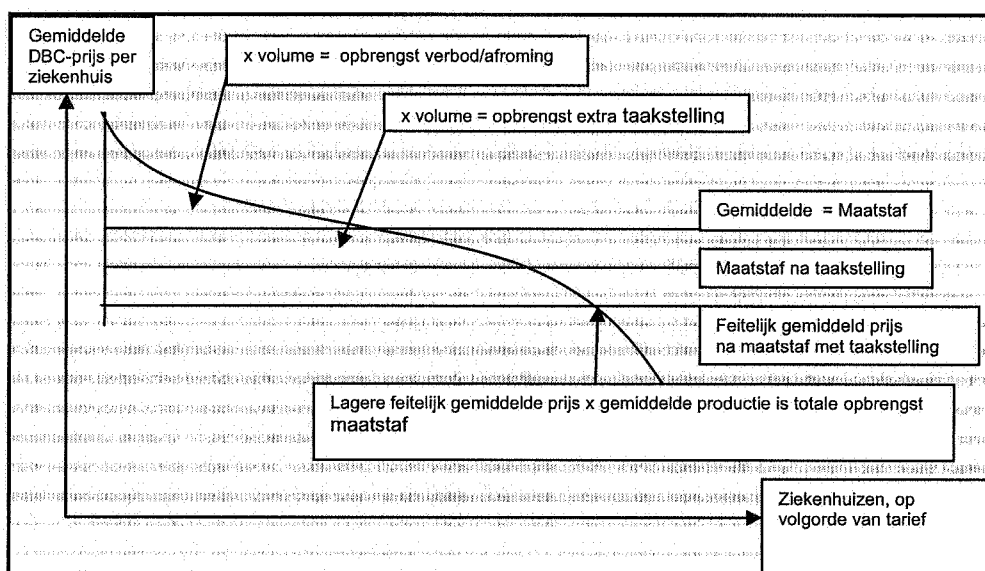 Gemiddelde
DBC-prijs per
ziekenhuis
x volume = opbrengst verbod/afroming
x volume = opbrengst extra taakstelling
Gemiddelde = Maatstaf
Maatstaf na taakstelling
Feitelijk gemiddeld prijs
na maatstaf met taakstelling
Lagere feitelijk gemiddelde prijs x gemiddelde productie is totale opbrengst
maatstaf
Ziekenhuizen, op
volgorde van tarief